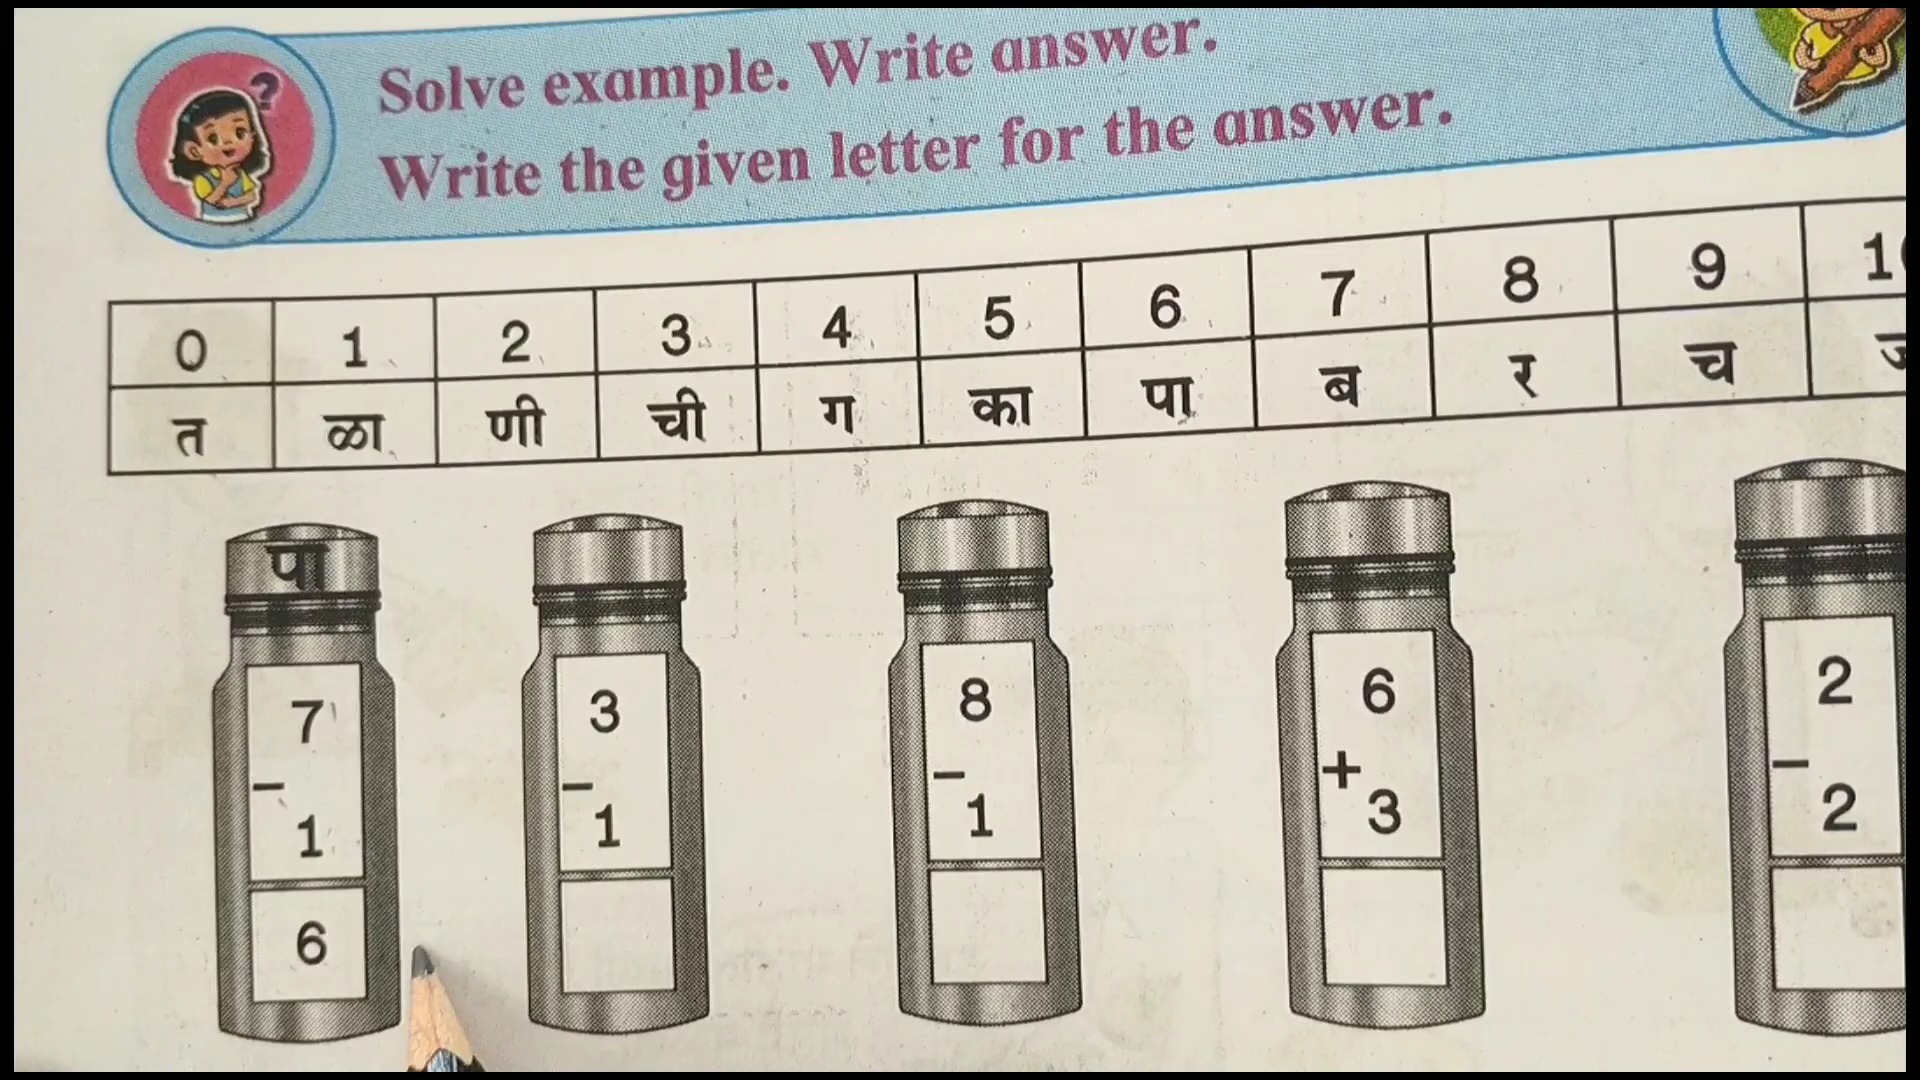 ?
Solve example. Write answer.
Write the given letter for the answer.
0 1 2 3 4 5 6 7 8 9
त ळा णी ची ग का पा ब र च
पा
7 3 8 6 2
- 1 - 1 - 1 + 3 - 2
6